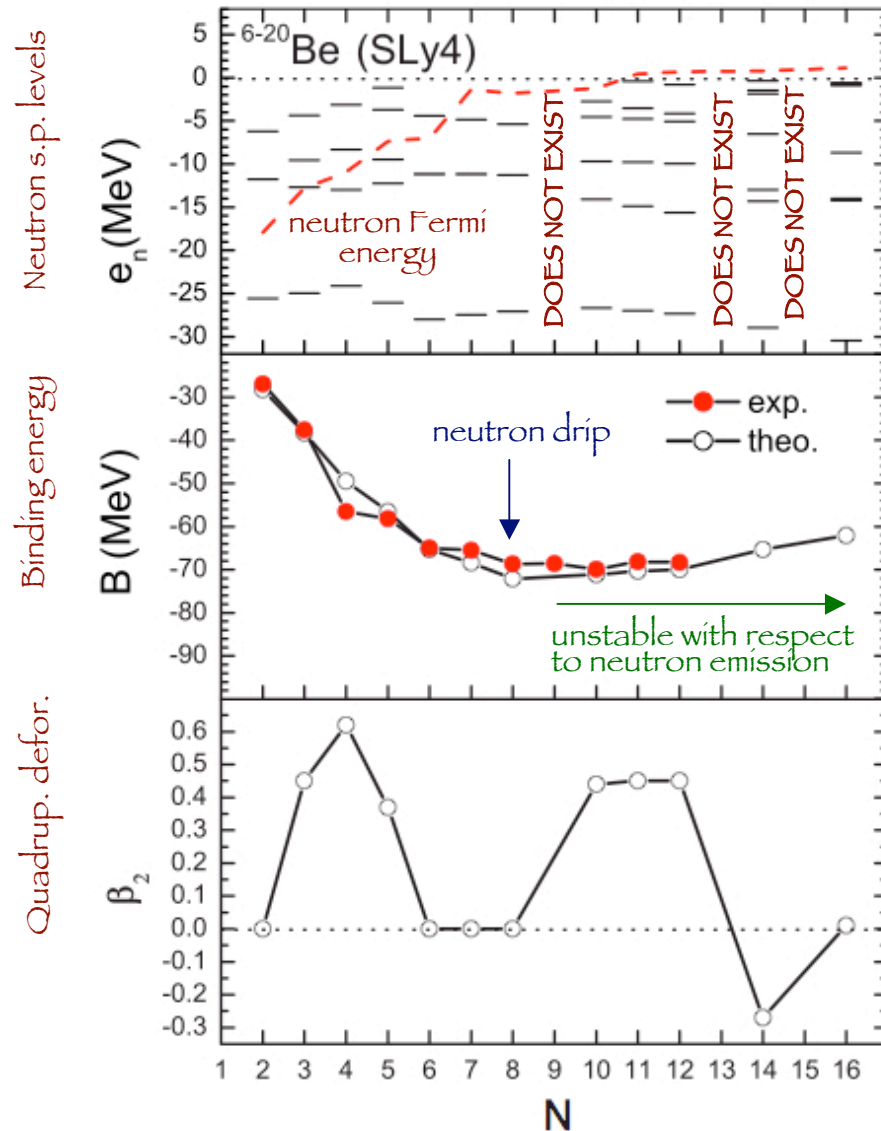 Neutron s.p. levels
e_n (MeV)
^6-20Be (SLy4)
0
-5
-10
-15
-20
-25
-30
neutron Fermi
energy
DOES NOT EXIST
DOES NOT EXIST
DOES NOT EXIST
Binding energy
B (MeV)
-30
-40
-50
-60
-70
-80
-90
exp.
theo.
neutron drip
unstable with respect
to neutron emission
Quadrup. defor.
β_2
0.6
0.5
0.4
0.3
0.2
0.1
0.0
-0.1
-0.2
-0.3
1 2 3 4 5 6 7 8 9 10 11 12 13 14 15 16
N